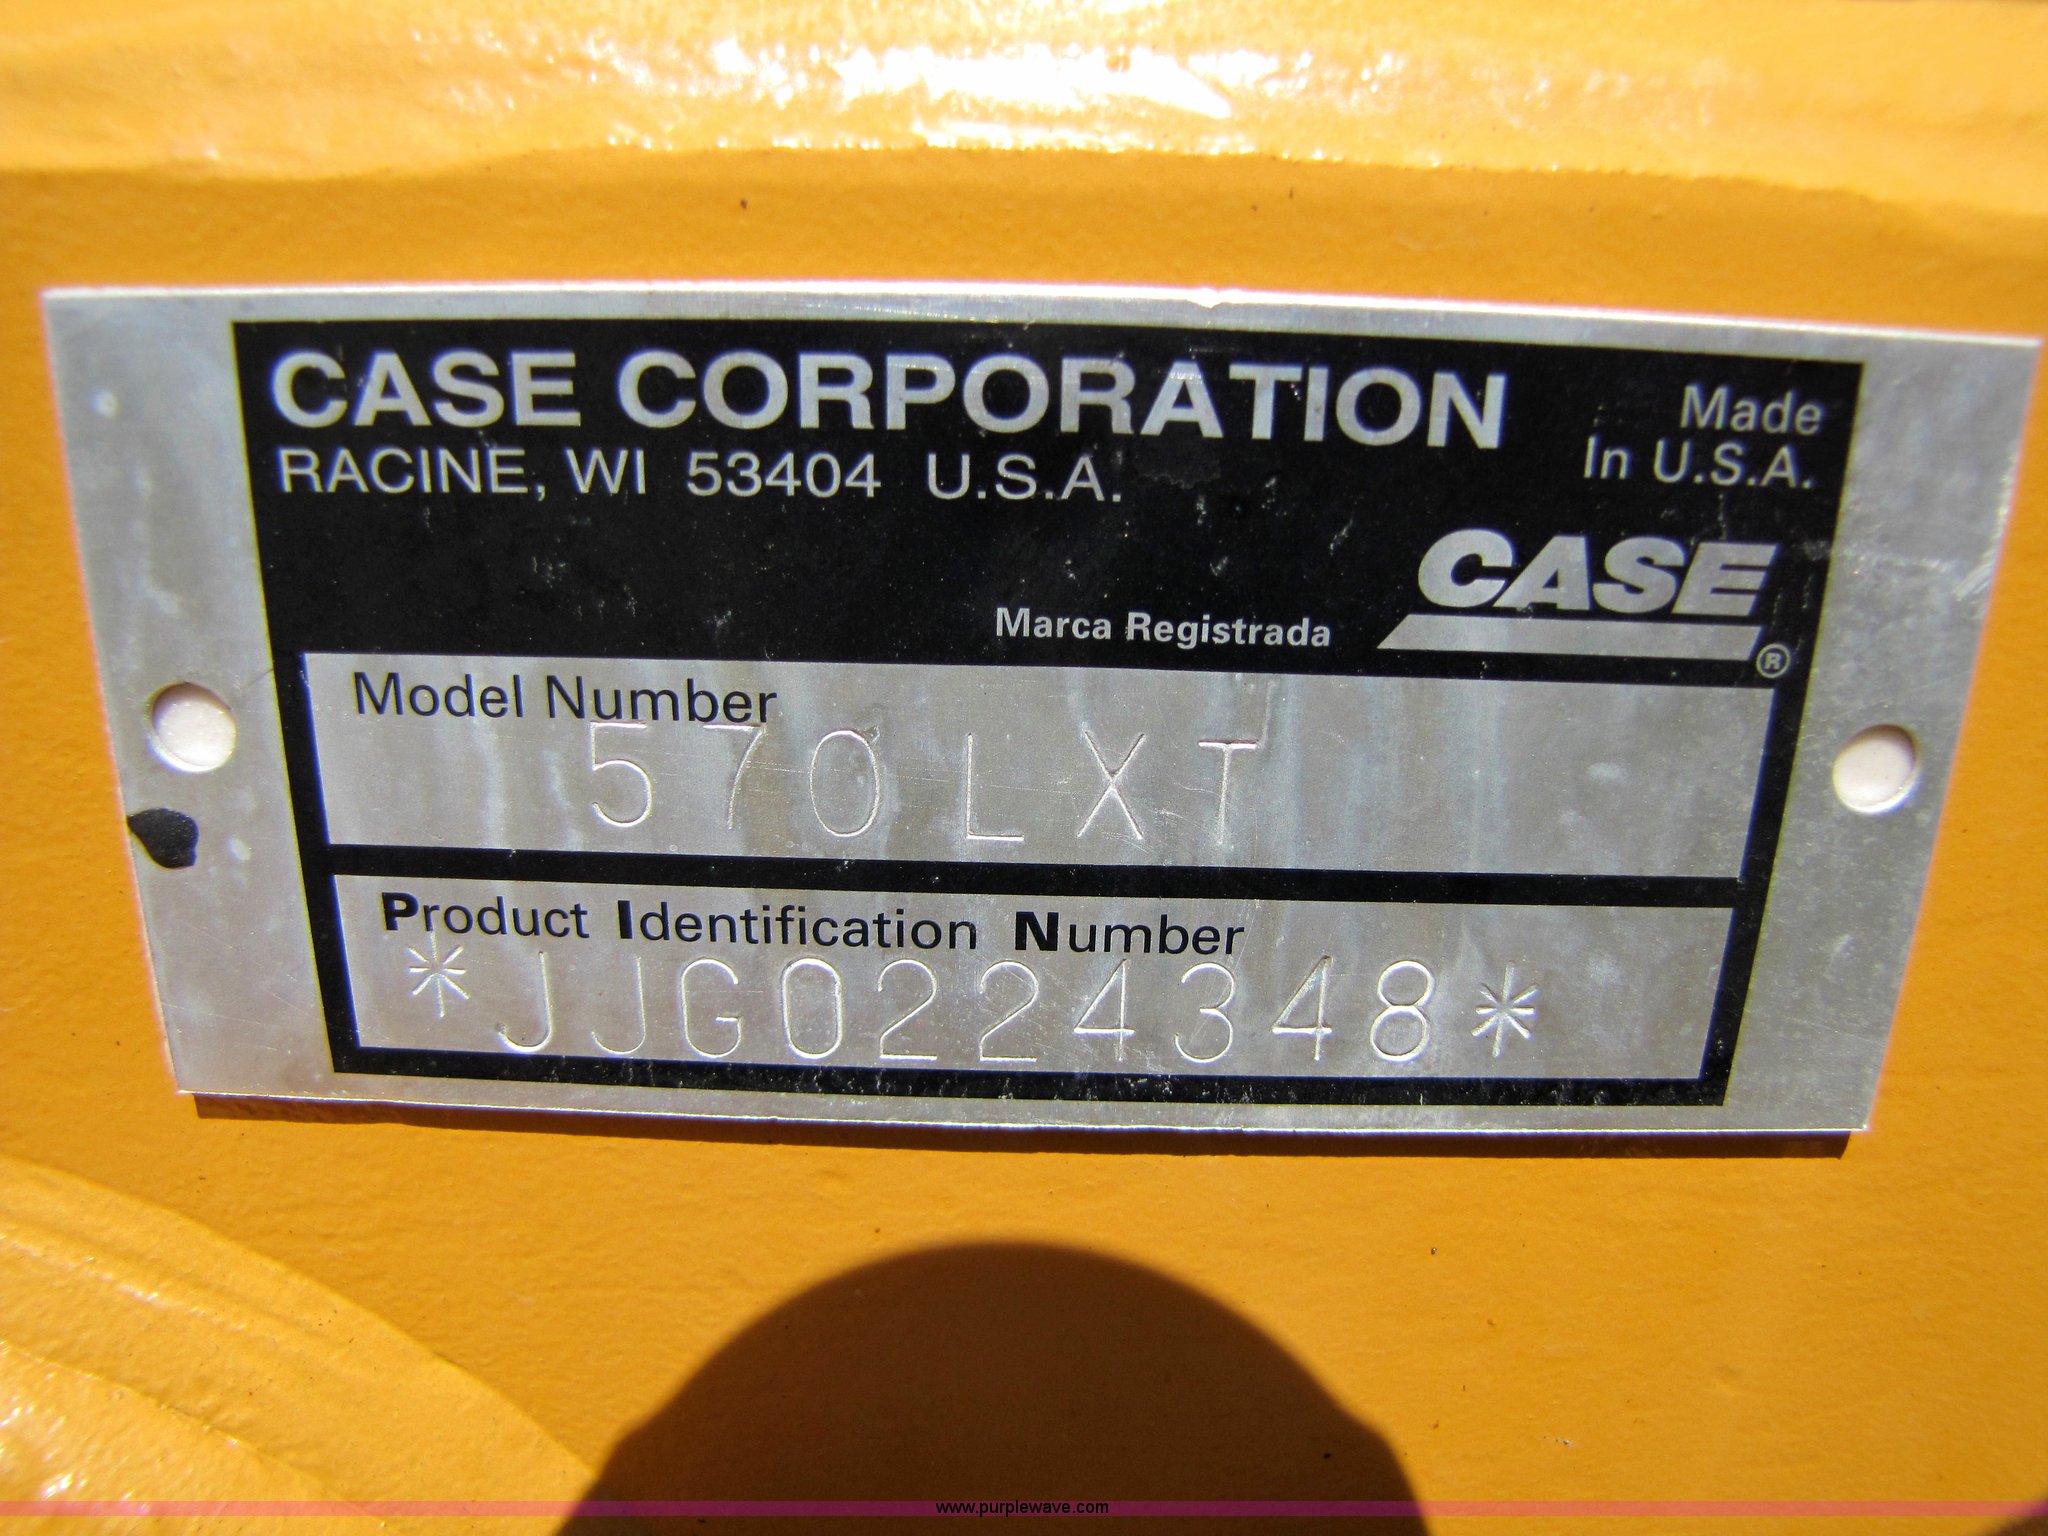 CASE CORPORATION
RACINE, WI 53404 U.S.A.
Made
In U.S.A.
CASE
Marca Registrada
®
Model Number
570LXT
Product Identification Number
*JJG0224348*
www.purplewave.com